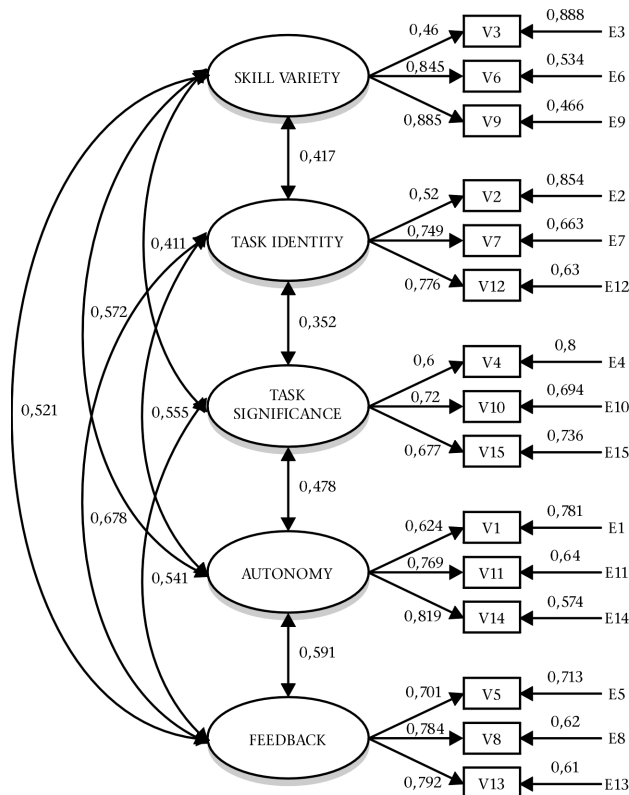 0,46
V3
0,888
E3
SKILL VARIETY
0,845
V6
0,534
E6
0,885
V9
0,466
E9
0,417
0,52
V2
0,854
E2
TASK IDENTITY
0,749
V7
0,663
E7
0,776
V12
0,63
E12
0,411
0,572
0,352
0,6
V4
0,8
E4
TASK
SIGNIFICANCE
0,72
V10
0,694
E10
0,677
V15
0,736
E15
0,521
0,555
0,478
0,678
0,624
V1
0,781
E1
AUTONOMY
0,769
V11
0,64
E11
0,541
0,819
V14
0,574
E14
0,591
0,701
V5
0,713
E5
FEEDBACK
0,784
V8
0,62
E8
0,792
V13
0,61
E13